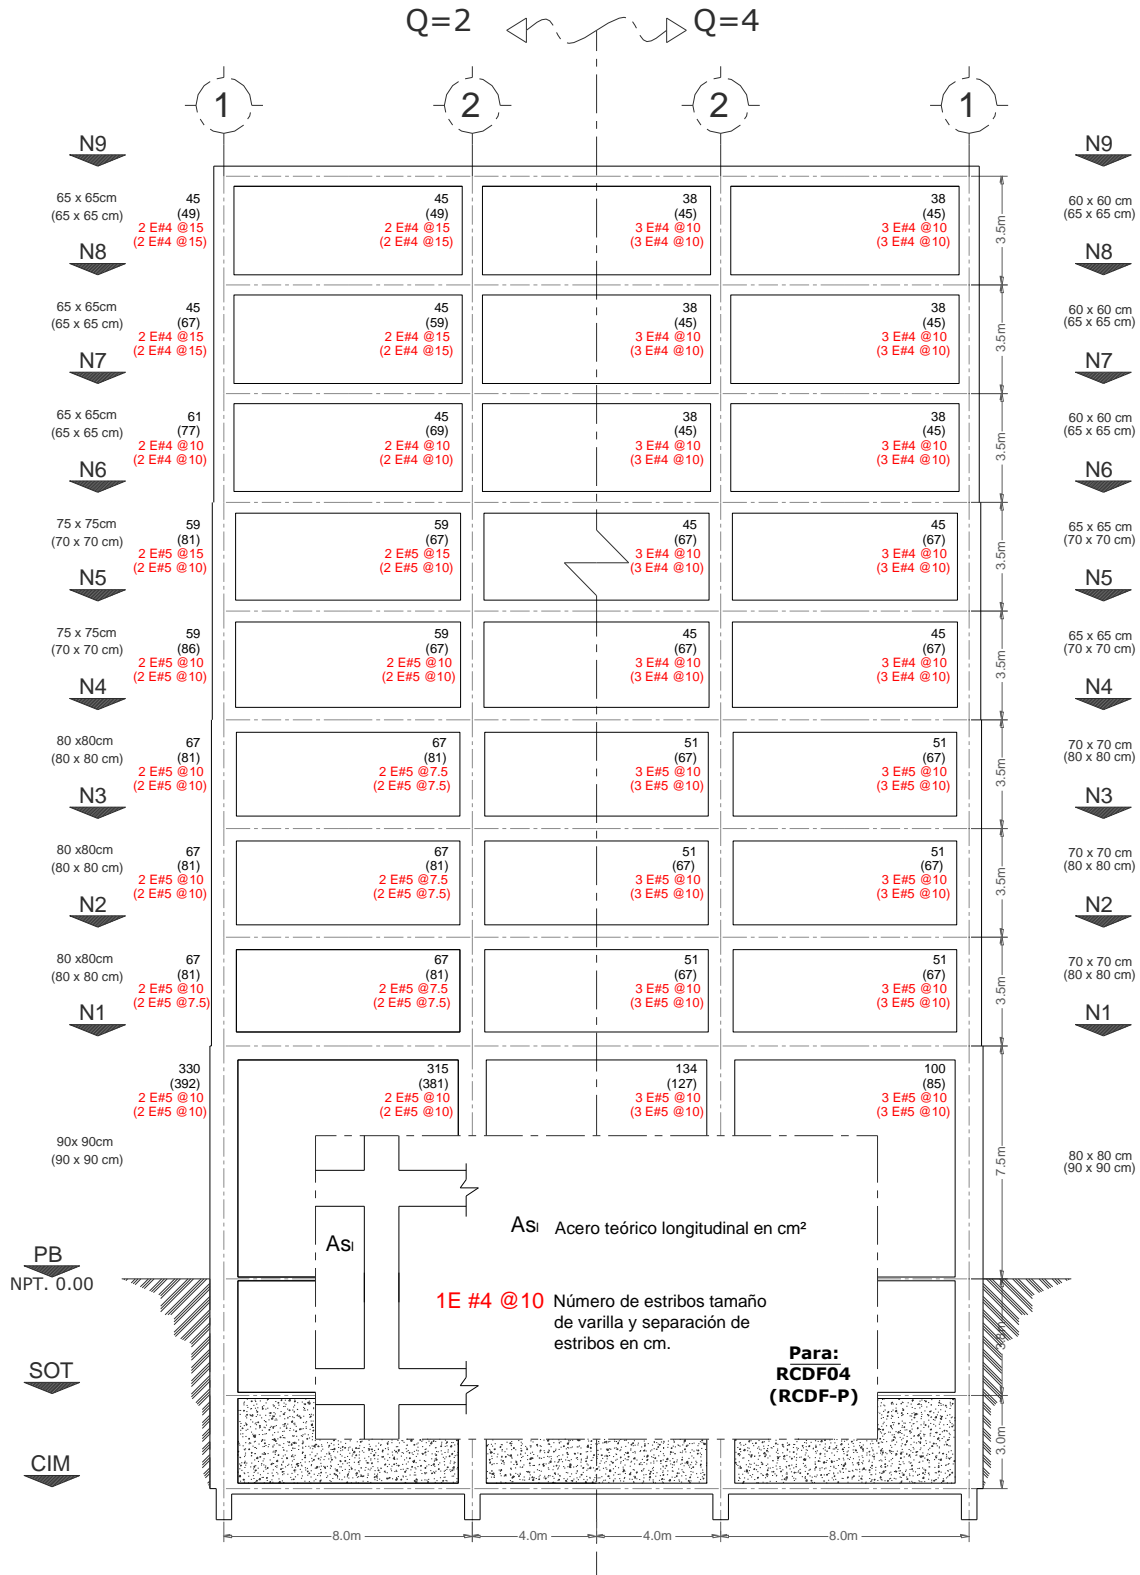 Q=2 Q=4
1 2 2 1
N9 N9
65 x 65cm 45 45 38 38 60 x 60 cm
(65 x 65 cm) (49) (49) (45) (45) (65 x 65 cm)
2 E#4 @15 2 E#4 @15 3 E#4 @10 3 E#4 @10
(2 E#4 @15) (2 E#4 @15) (3 E#4 @10) (3 E#4 @10) 3.5m
N8 N8
65 x 65cm 45 45 38 38 60 x 60 cm
(65 x 65 cm) (67) (59) (45) (45) (65 x 65 cm)
2 E#4 @15 2 E#4 @15 3 E#4 @10 3 E#4 @10
(2 E#4 @15) (2 E#4 @15) (3 E#4 @10) (3 E#4 @10) 3.5m
N7 N7
65 x 65cm 61 45 38 38 60 x 60 cm
(65 x 65 cm) (77) (69) (45) (45) (65 x 65 cm)
2 E#4 @10 2 E#4 @10 3 E#4 @10 3 E#4 @10
(2 E#4 @10) (2 E#4 @10) (3 E#4 @10) (3 E#4 @10) 3.5m
N6 N6
75 x 75cm 59 59 45 45 65 x 65 cm
(70 x 70 cm) (81) (67) (67) (67) (70 x 70 cm)
2 E#5 @15 2 E#5 @15 3 E#4 @10 3 E#4 @10
(2 E#5 @10) (2 E#5 @10) (3 E#4 @10) (3 E#4 @10) 3.5m
N5 N5
75 x 75cm 59 59 45 45 65 x 65 cm
(70 x 70 cm) (86) (67) (67) (67) (70 x 70 cm)
2 E#5 @10 2 E#5 @10 3 E#4 @10 3 E#4 @10
(2 E#5 @10) (2 E#5 @10) (3 E#4 @10) (3 E#4 @10) 3.5m
N4 N4
80 x80cm 67 67 51 51 70 x 70 cm
(80 x 80 cm) (81) (81) (67) (67) (80 x 80 cm)
2 E#5 @10 2 E#5 @7.5 3 E#5 @10 3 E#5 @10
(2 E#5 @10) (2 E#5 @7.5) (3 E#5 @10) (3 E#5 @10) 3.5m
N3 N3
80 x80cm 67 67 51 51 70 x 70 cm
(80 x 80 cm) (81) (81) (67) (67) (80 x 80 cm)
2 E#5 @10 2 E#5 @7.5 3 E#5 @10 3 E#5 @10
(2 E#5 @10) (2 E#5 @7.5) (3 E#5 @10) (3 E#5 @10) 3.5m
N2 N2
80 x80cm 67 67 51 51 70 x 70 cm
(80 x 80 cm) (81) (81) (67) (67) (80 x 80 cm)
2 E#5 @10 2 E#5 @7.5 3 E#5 @10 3 E#5 @10
(2 E#5 @7.5) (2 E#5 @7.5) (3 E#5 @10) (3 E#5 @10) 3.5m
N1 N1
330 315 134 100
(392) (381) (127) (85)
2 E#5 @10 2 E#5 @10 3 E#5 @10 3 E#5 @10
(2 E#5 @10) (2 E#5 @10) (3 E#5 @10) (3 E#5 @10)
90x 90cm 80 x 80 cm
(90 x 90 cm) 7.5m (90 x 90 cm)
Asl Asl Acero teórico longitudinal en cm²
PB
NPT. 0.00
1E #4 @10 Número de estribos tamaño
de varilla y separación de
estribos en cm.
Para:
RCDF04
(RCDF-P)
SOT
CIM 3.0m
8.0m 4.0m 4.0m 8.0m